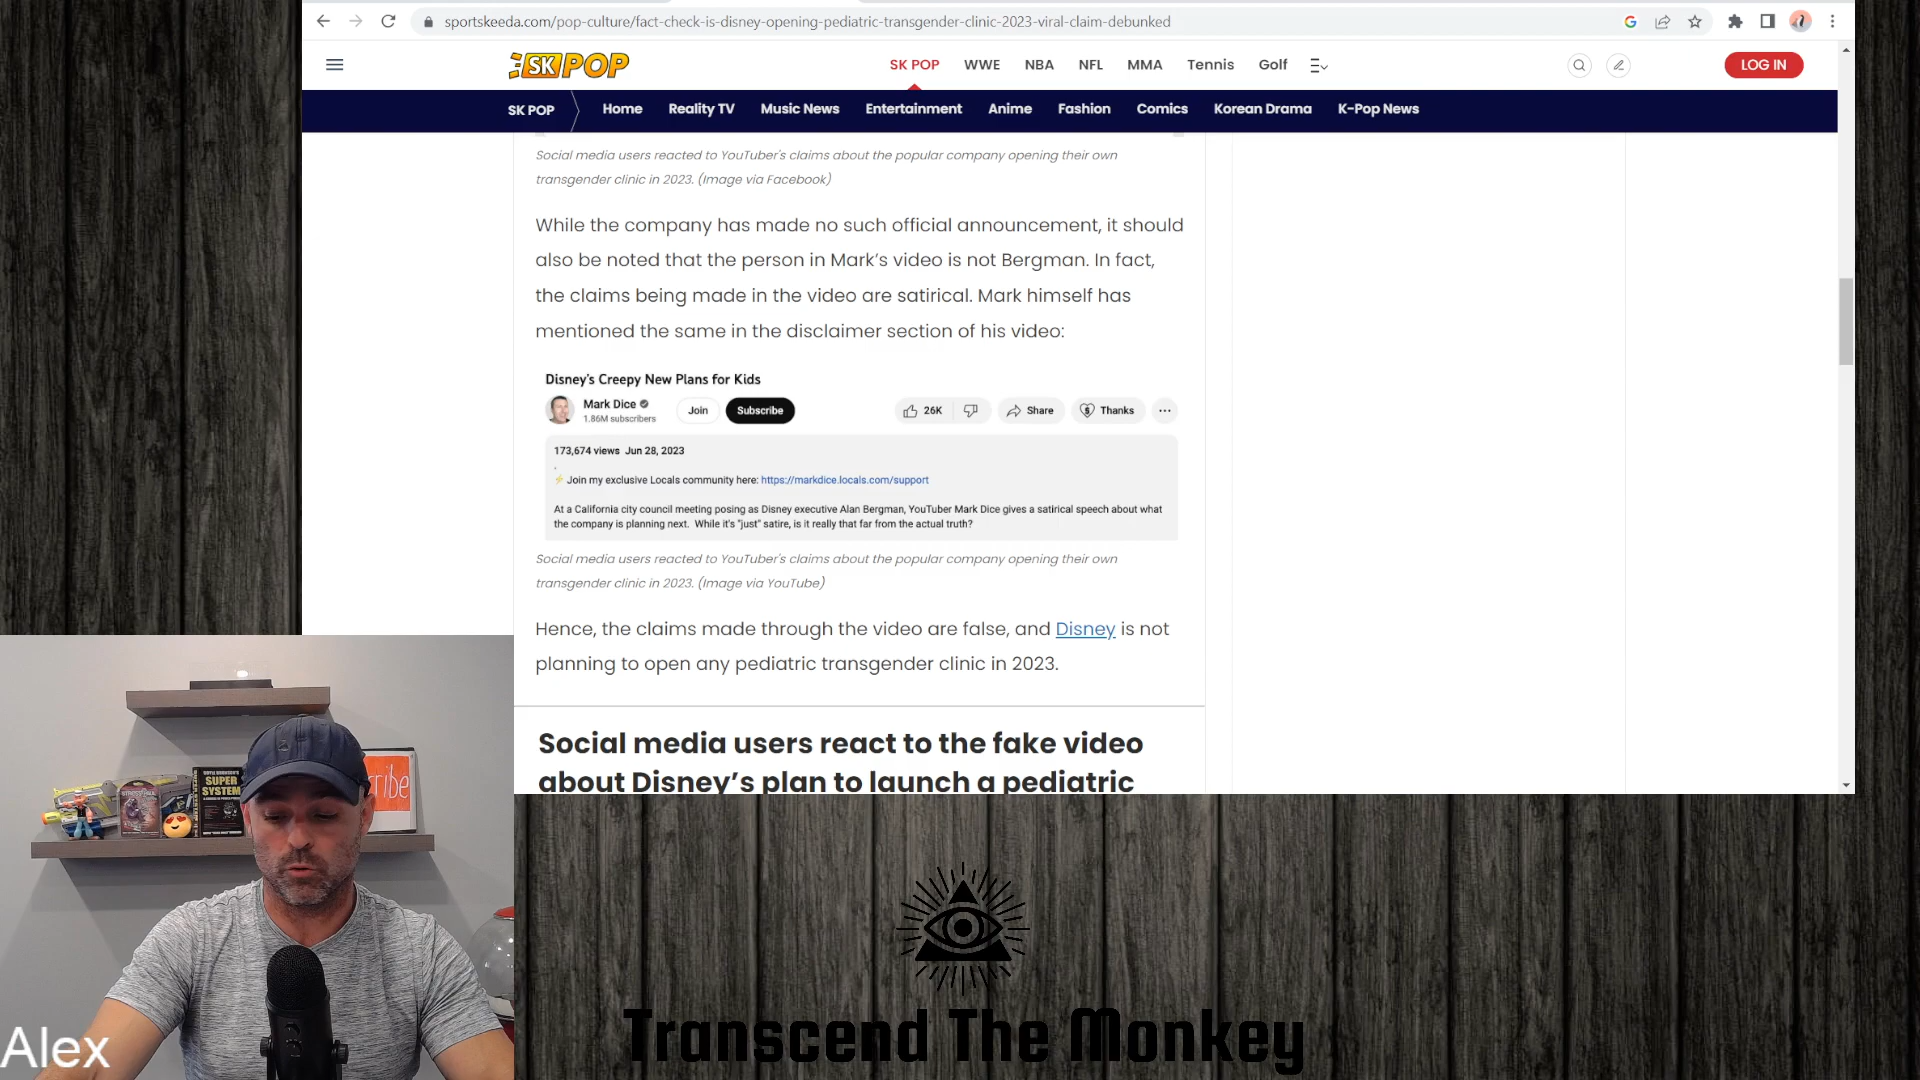 sportskeeda.com/pop-culture/fact-check-is-disney-opening-pediatric-transgender-clinic-2023-viral-claim-debunked
SK POP
SK POP WWE NBA NFL MMA Tennis Golf
LOG IN
SK POP Home Reality TV Music News Entertainment Anime Fashion Comics Korean Drama K-Pop News
Social media users reacted to YouTuber's claims about the popular company opening their own
transgender clinic in 2023. (Image via Facebook)
While the company has made no such official announcement, it should
also be noted that the person in Mark's video is not Bergman. In fact,
the claims being made in the video are satirical. Mark himself has
mentioned the same in the disclaimer section of his video:
Disney's Creepy New Plans for Kids
Mark Dice
1.86M subscribers
Join
Subscribe
26K
Share
Thanks
173,674 views Jun 28, 2023
.
⚡ Join my exclusive Locals community here: https://markdice.locals.com/support
At a California city council meeting posing as Disney executive Alan Bergman, YouTuber Mark Dice gives a satirical speech about what
the company is planning next. While it's "just" satire, is it really that far from the actual truth?
Social media users reacted to YouTuber's claims about the popular company opening their own
transgender clinic in 2023. (Image via YouTube)
Hence, the claims made through the video are false, and Disney is not
planning to open any pediatric transgender clinic in 2023.
Social media users react to the fake video
about Disney's plan to launch a pediatric
SUPER
SYSTEM
cribe
Alex
Transcend The Monkey